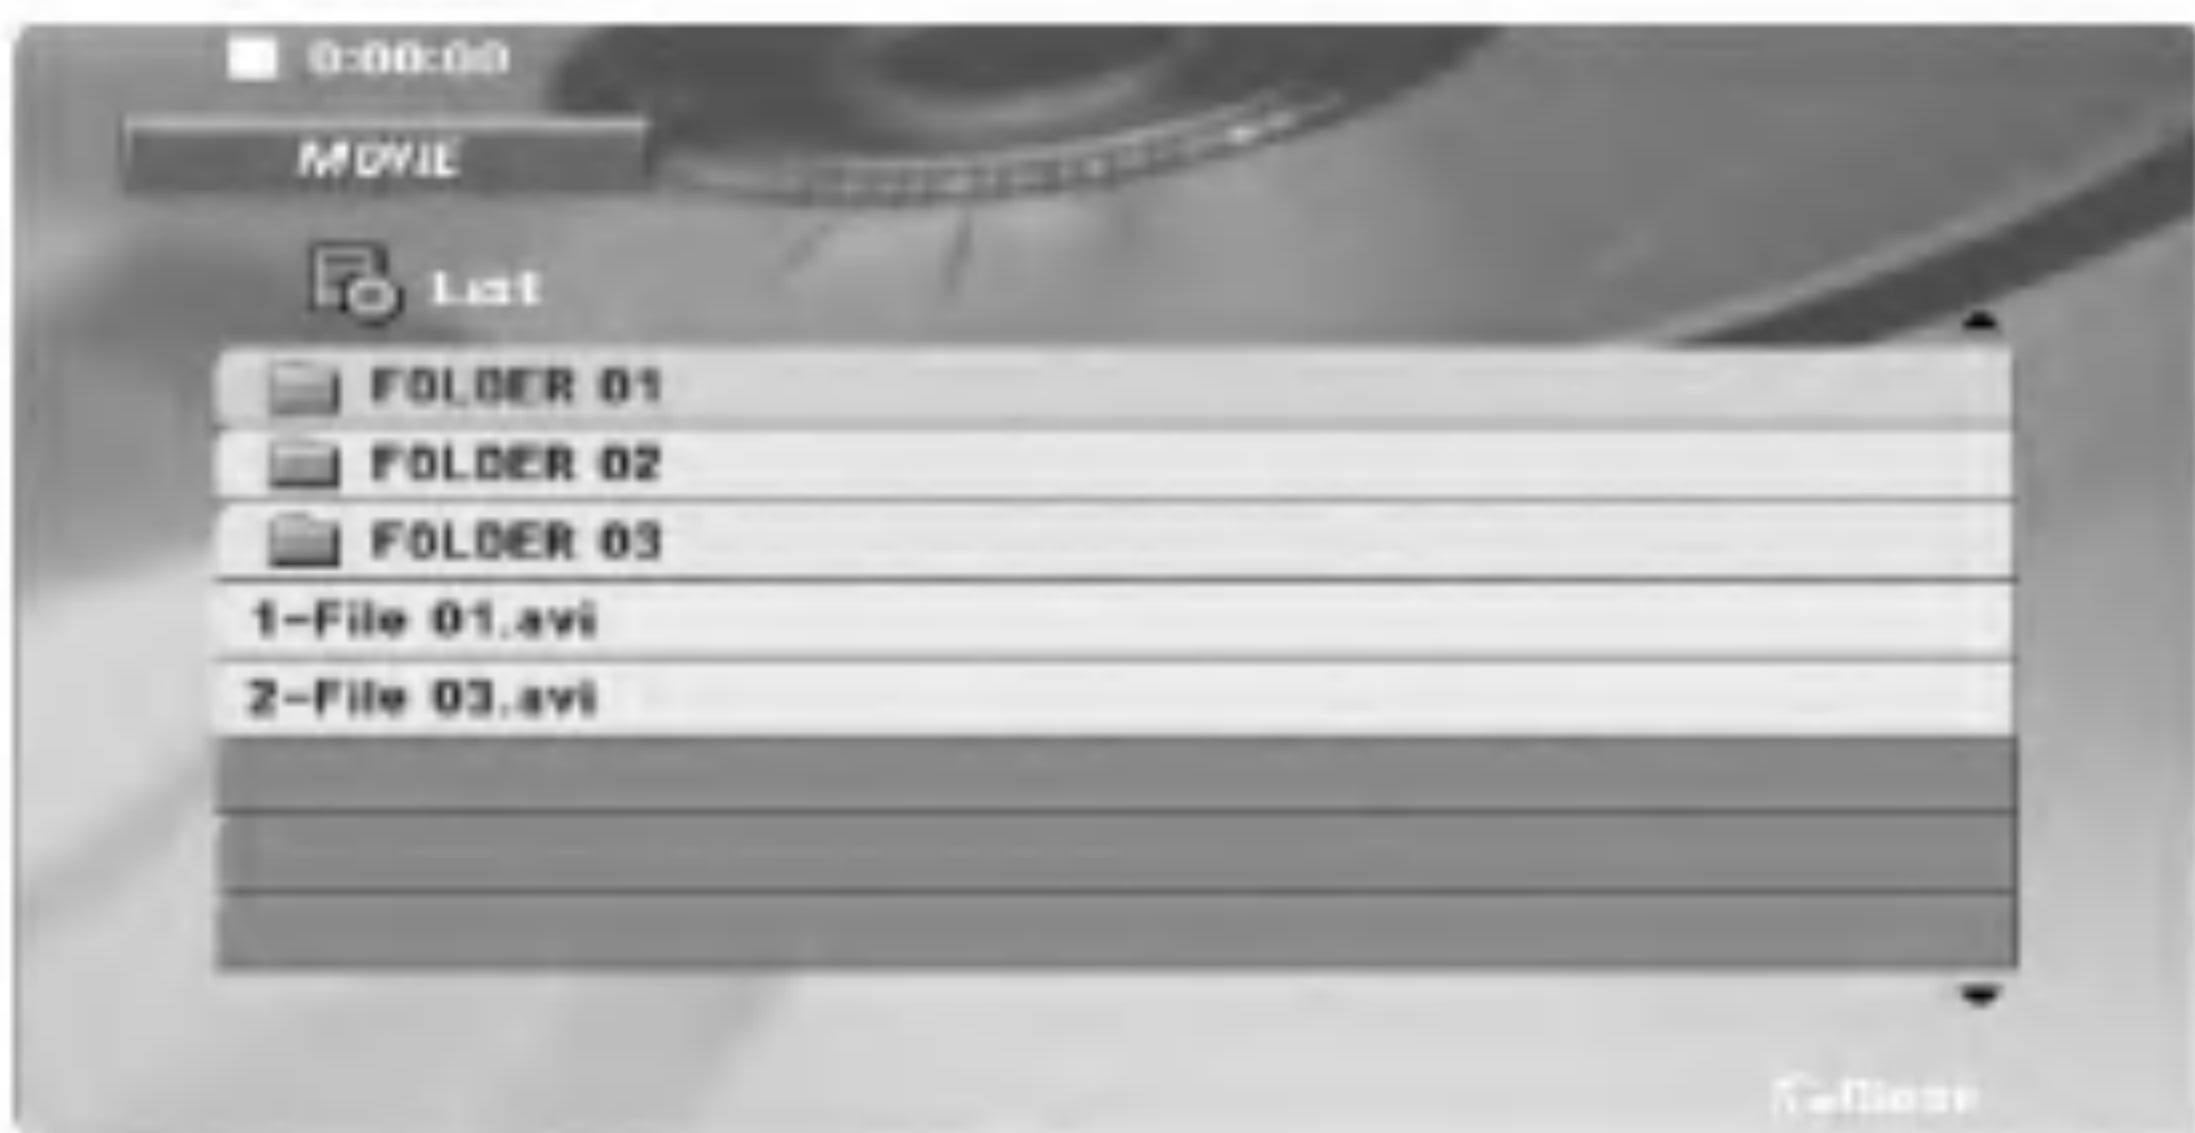 0:00:00
MOVIE
List
FOLDER 01
FOLDER 02
FOLDER 03
1-File 01.avi
2-File 03.avi
Close